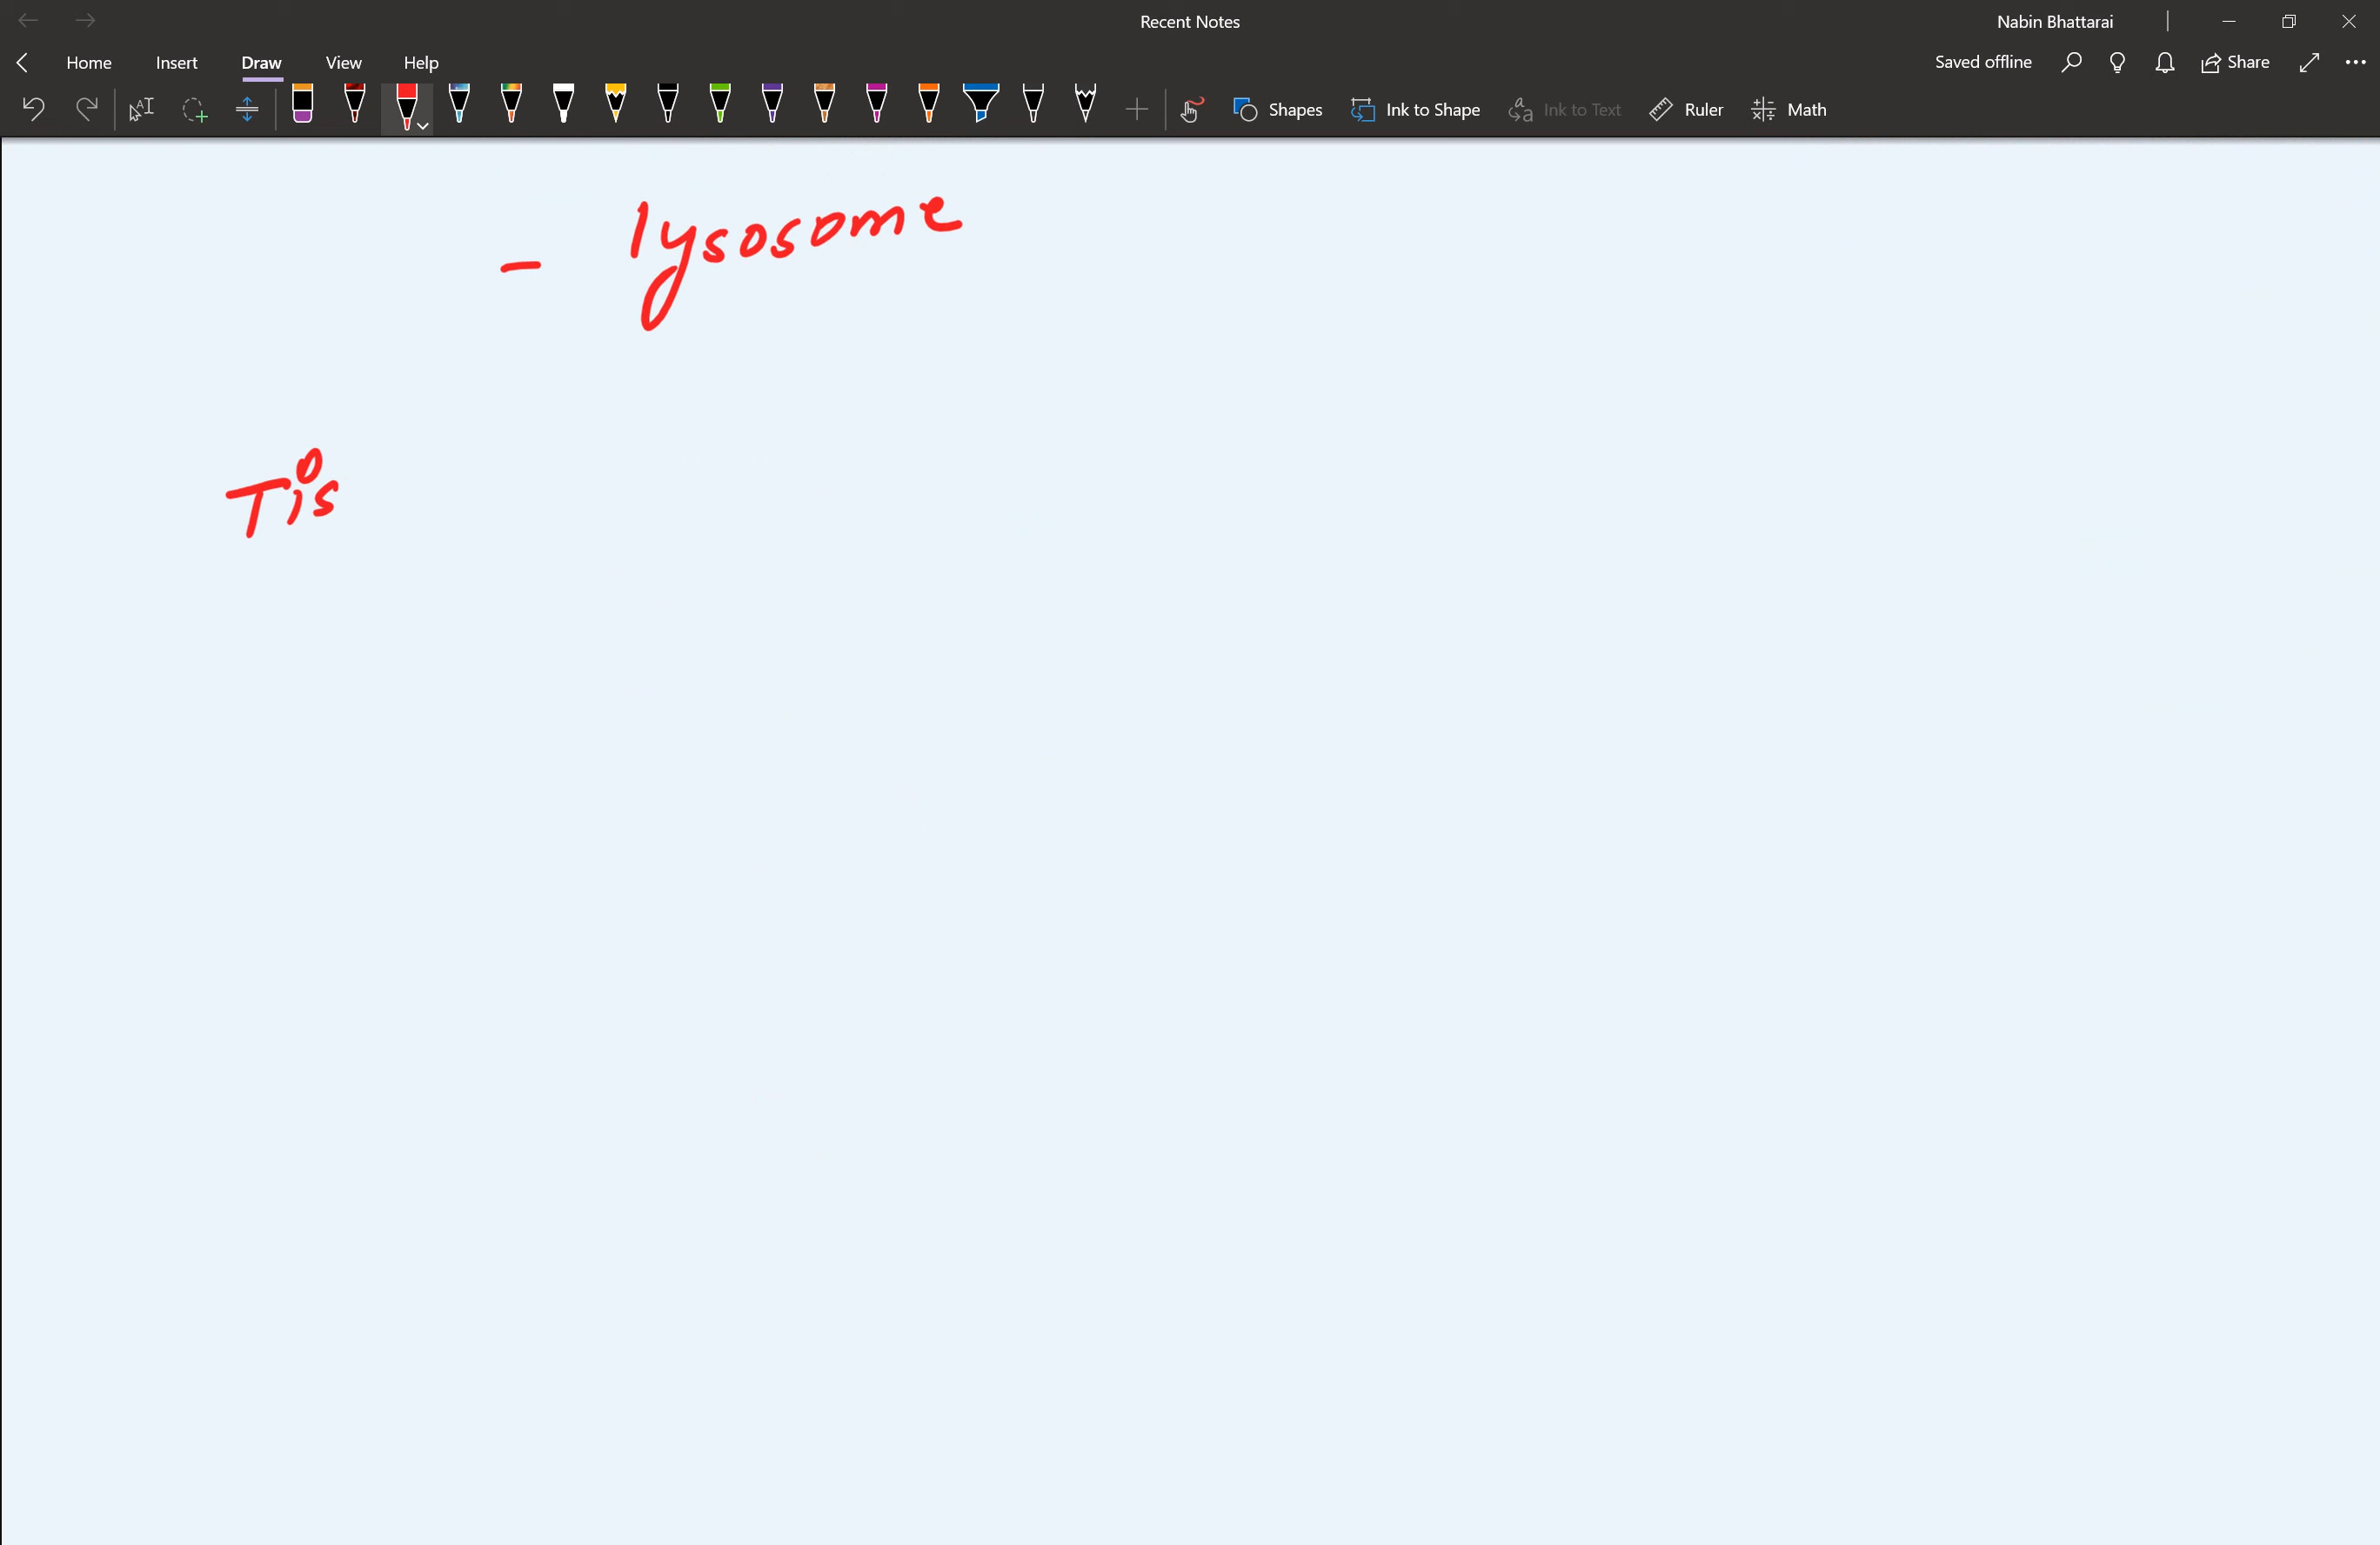 Recent Notes
Nabin Bhattarai
Home Insert Draw View Help
Saved offline
Share
Shapes Ink to Shape Ink to Text Ruler Math
- lysosome
Tis